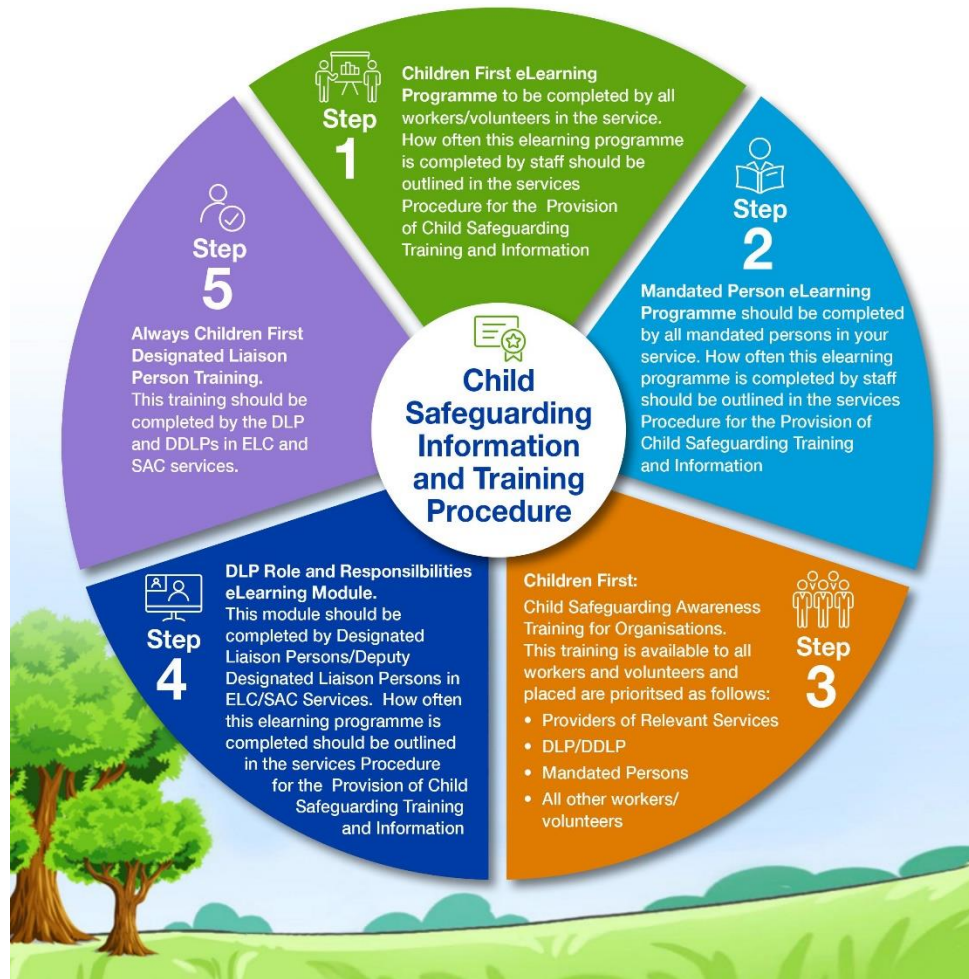 Step
1
Children First eLearning
Programme to be completed by all
workers/volunteers in the service.
How often this elearning programme
is completed by staff should be
outlined in the services
Procedure for the Provision
of Child Safeguarding
Training and Information
Step
2
Mandated Person eLearning
Programme should be completed
by all mandated persons in your
service. How often this elearning
programme is completed by staff
should be outlined in the services
Procedure for the Provision of
Child Safeguarding Training
and Information
Children First:
Child Safeguarding Awareness
Training for Organisations.
This training is available to all
workers and volunteers and
placed are prioritsed as follows:
• Providers of Relevant Services
• DLP/DDLP
• Mandated Persons
• All other workers/
volunteers
Step
3
Step
4
DLP Role and Responsilbilities
eLearning Module.
This module should be
completed by Designated
Liaison Persons/Deputy
Designated Liaison Persons in
ELC/SAC Services. How often
this elearning programme is
completed should be outlined
in the services Procedure
for the Provision of Child
Safeguarding Training
and Information
Step
5
Always Children First
Designated Liaison
Person Training.
This training should be
completed by the DLP
and DDLPs in ELC and
SAC services.
Child
Safeguarding
Information
and Training
Procedure